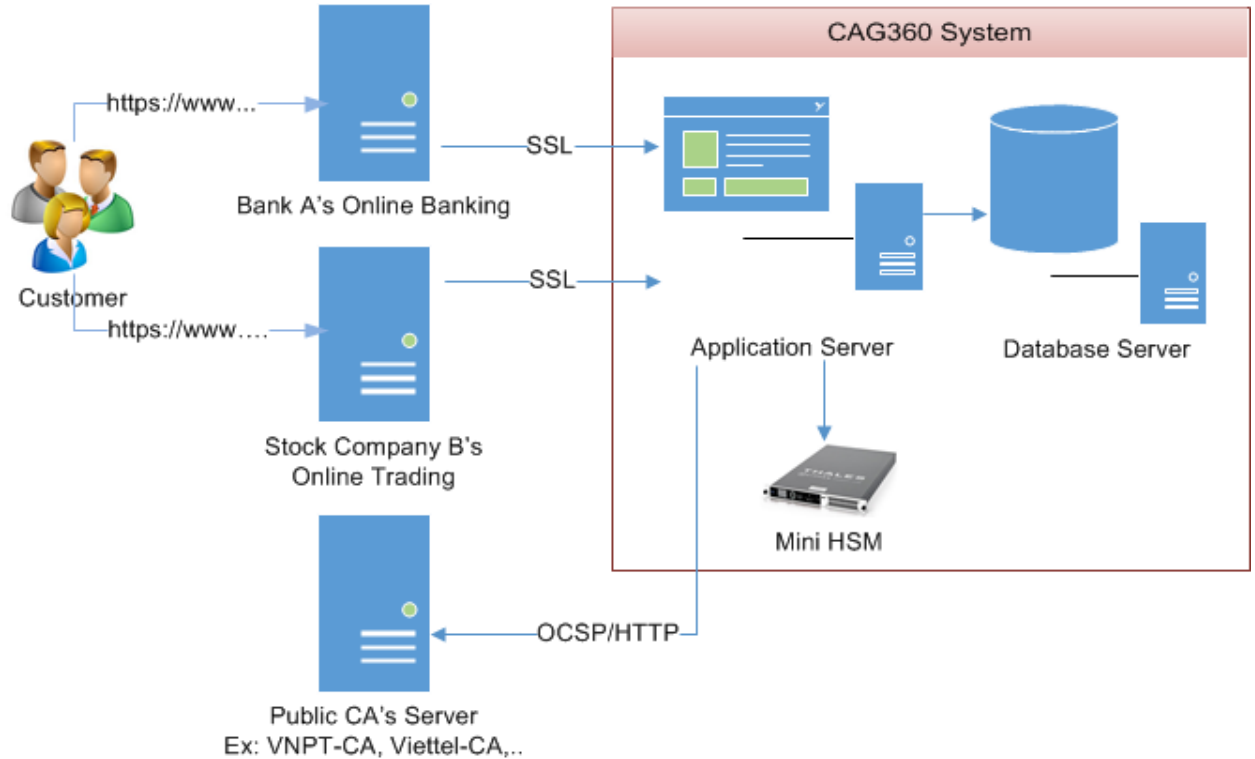 CAG360 System
https://www...
SSL
Bank A's Online Banking
Customer
SSL
https://www....
Application Server
Database Server
Stock Company B's
Online Trading
THALES
Mini HSM
OCSP/HTTP
Public CA's Server
Ex: VNPT-CA, Viettel-CA,..